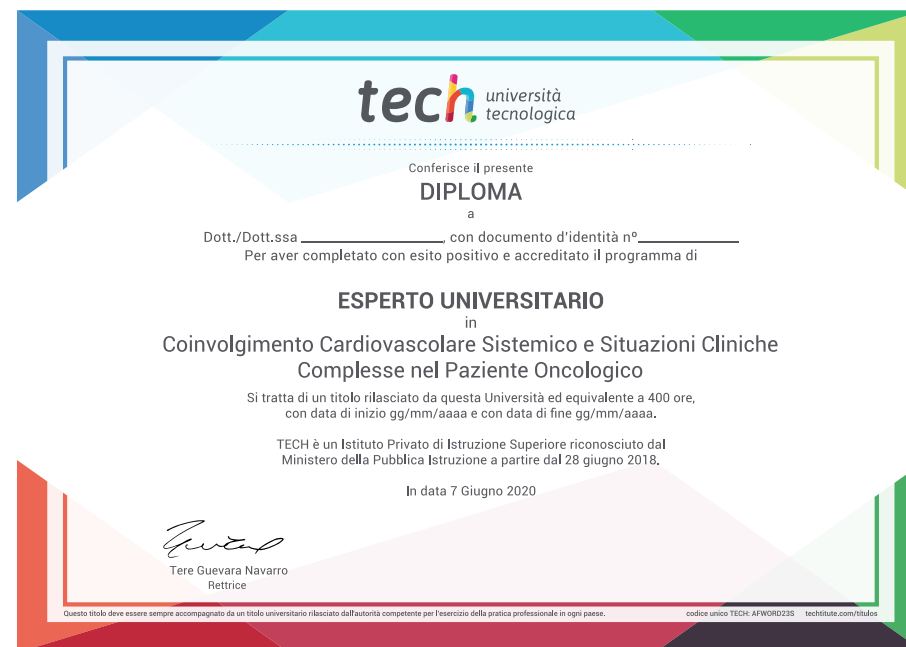 tech università
tecnologica
Conferisce il presente
DIPLOMA
a
Dott./Dott.ssa ____________________, con documento d'identità nº______________
Per aver completato con esito positivo e accreditato il programma di
ESPERTO UNIVERSITARIO
in
Coinvolgimento Cardiovascolare Sistemico e Situazioni Cliniche
Complesse nel Paziente Oncologico
Si tratta di un titolo rilasciato da questa Università ed equivalente a 400 ore,
con data di inizio gg/mm/aaaa e con data di fine gg/mm/aaaa.
TECH è un Istituto Privato di Istruzione Superiore riconosciuto dal
Ministero della Pubblica Istruzione a partire dal 28 giugno 2018.
In data 7 Giugno 2020
Tere Guevara Navarro
Rettrice
Questo titolo deve essere sempre accompagnato da un titolo universitario rilasciato dall'autorità competente per l'esercizio della pratica professionale in ogni paese. codice unico TECH: AFWORD23S techtitute.com/titulos